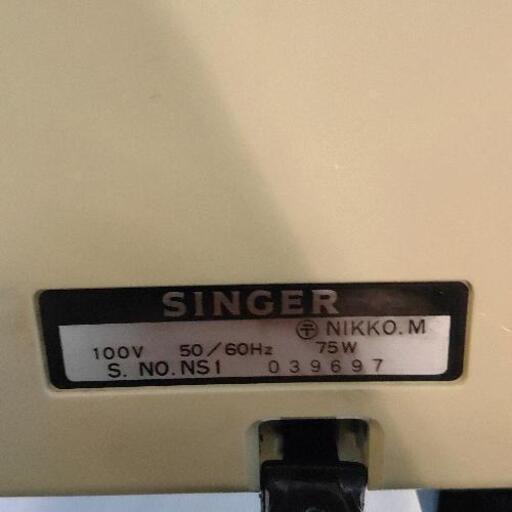 SINGER
〶 NIKKO.M
100V 50/60Hz 75W
S. NO. NS1 039697